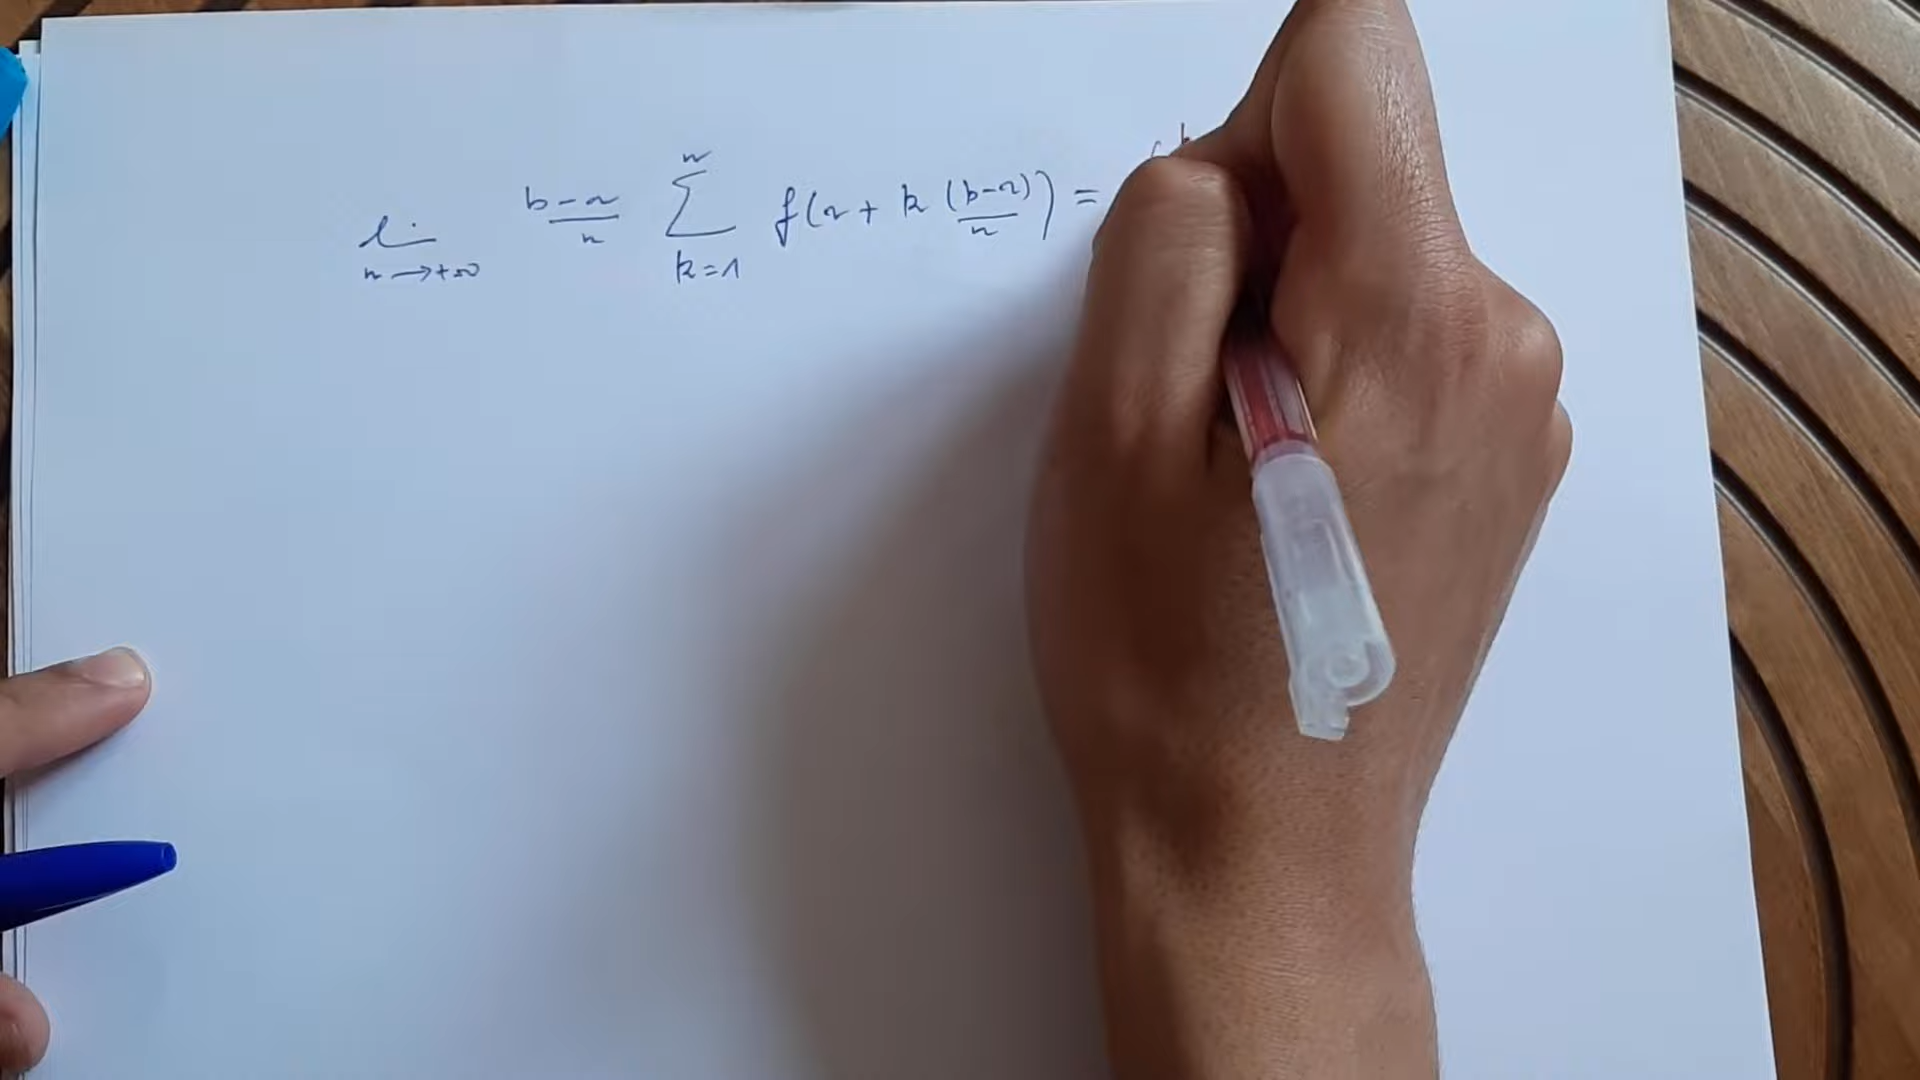 lim n→+∞ b-a/n ∑ k=1 n f(a + k (b-a)/n) = ∫ b